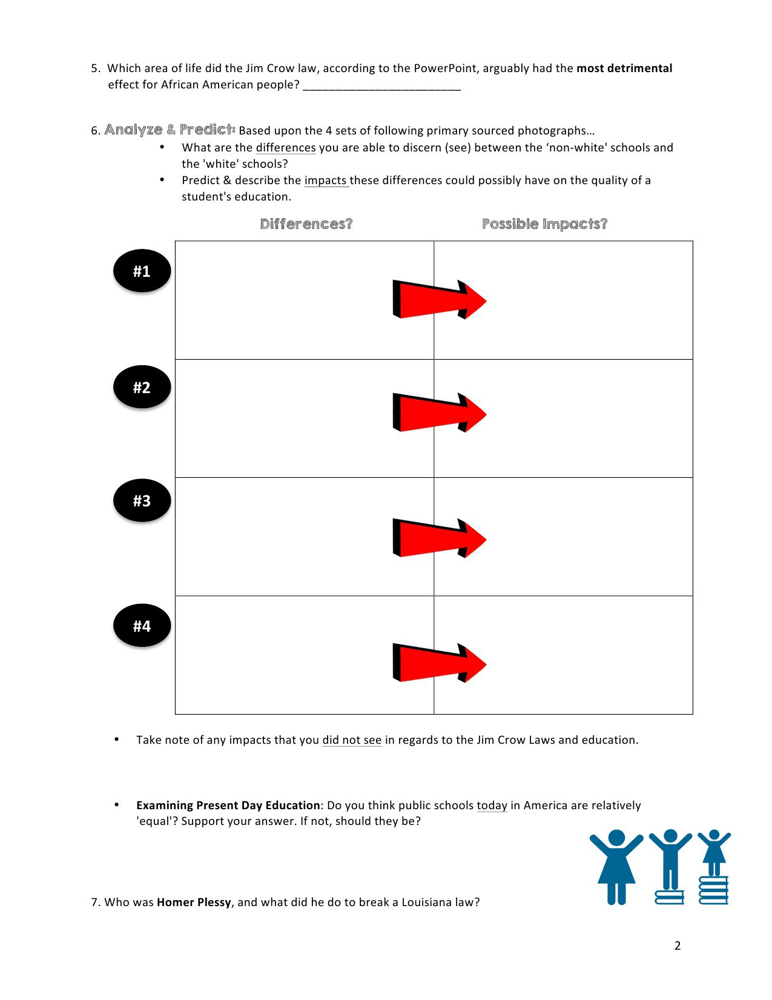 5. Which area of life did the Jim Crow law, according to the PowerPoint, arguably had the most detrimental
effect for African American people? ________________________
6. Analyze & Predict: Based upon the 4 sets of following primary sourced photographs…
• What are the differences you are able to discern (see) between the ‘non-white' schools and
the 'white' schools?
• Predict & describe the impacts these differences could possibly have on the quality of a
student's education.
Differences? Possible Impacts?
#1
#2
#3
#4
• Take note of any impacts that you did not see in regards to the Jim Crow Laws and education.
• Examining Present Day Education: Do you think public schools today in America are relatively
'equal'? Support your answer. If not, should they be?
7. Who was Homer Plessy, and what did he do to break a Louisiana law?
2